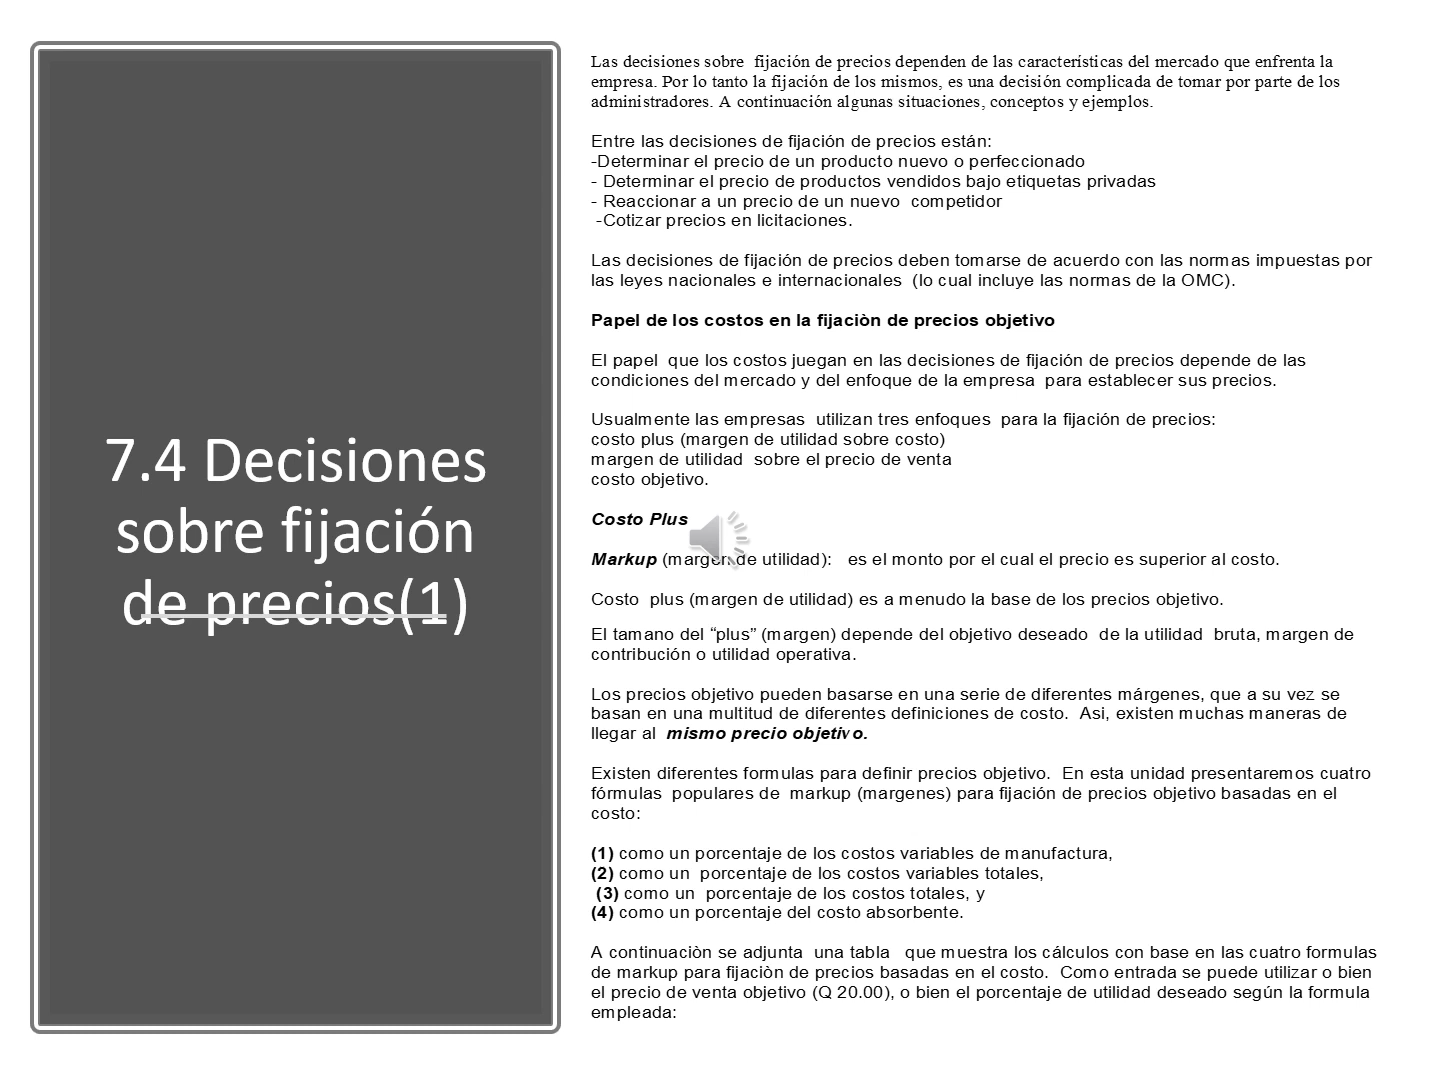 7.4 Decisiones
sobre fijación
de precios(1)
Las decisiones sobre  fijación de precios dependen de las características del mercado que enfrenta la
empresa. Por lo tanto la fijación de los mismos, es una decisión complicada de tomar por parte de los
administradores. A continuación algunas situaciones, conceptos y ejemplos.
Entre las decisiones de fijación de precios están:
-Determinar el precio de un producto nuevo o perfeccionado
- Determinar el precio de productos vendidos bajo etiquetas privadas
- Reaccionar a un precio de un nuevo  competidor
-Cotizar precios en licitaciones.
Las decisiones de fijación de precios deben tomarse de acuerdo con las normas impuestas por
las leyes nacionales e internacionales  (lo cual incluye las normas de la OMC).
Papel de los costos en la fijaciòn de precios objetivo
El papel  que los costos juegan en las decisiones de fijación de precios depende de las
condiciones del mercado y del enfoque de la empresa  para establecer sus precios.
Usualmente las empresas  utilizan tres enfoques  para la fijación de precios:
costo plus (margen de utilidad sobre costo)
margen de utilidad  sobre el precio de venta
costo objetivo.
Costo Plus
Markup (margen de utilidad):   es el monto por el cual el precio es superior al costo.
Costo  plus (margen de utilidad) es a menudo la base de los precios objetivo.
El tamano del “plus” (margen) depende del objetivo deseado  de la utilidad  bruta, margen de
contribución o utilidad operativa.
Los precios objetivo pueden basarse en una serie de diferentes márgenes, que a su vez se
basan en una multitud de diferentes definiciones de costo.  Asi, existen muchas maneras de
llegar al  mismo precio objetivo.
Existen diferentes formulas para definir precios objetivo.  En esta unidad presentaremos cuatro
fórmulas  populares de  markup (margenes) para fijación de precios objetivo basadas en el
costo:
(1) como un porcentaje de los costos variables de manufactura,
(2) como un  porcentaje de los costos variables totales,
(3) como un  porcentaje de los costos totales, y
(4) como un porcentaje del costo absorbente.
A continuaciòn se adjunta  una tabla   que muestra los cálculos con base en las cuatro formulas
de markup para fijaciòn de precios basadas en el costo.  Como entrada se puede utilizar o bien
el precio de venta objetivo (Q 20.00), o bien el porcentaje de utilidad deseado según la formula
empleada: